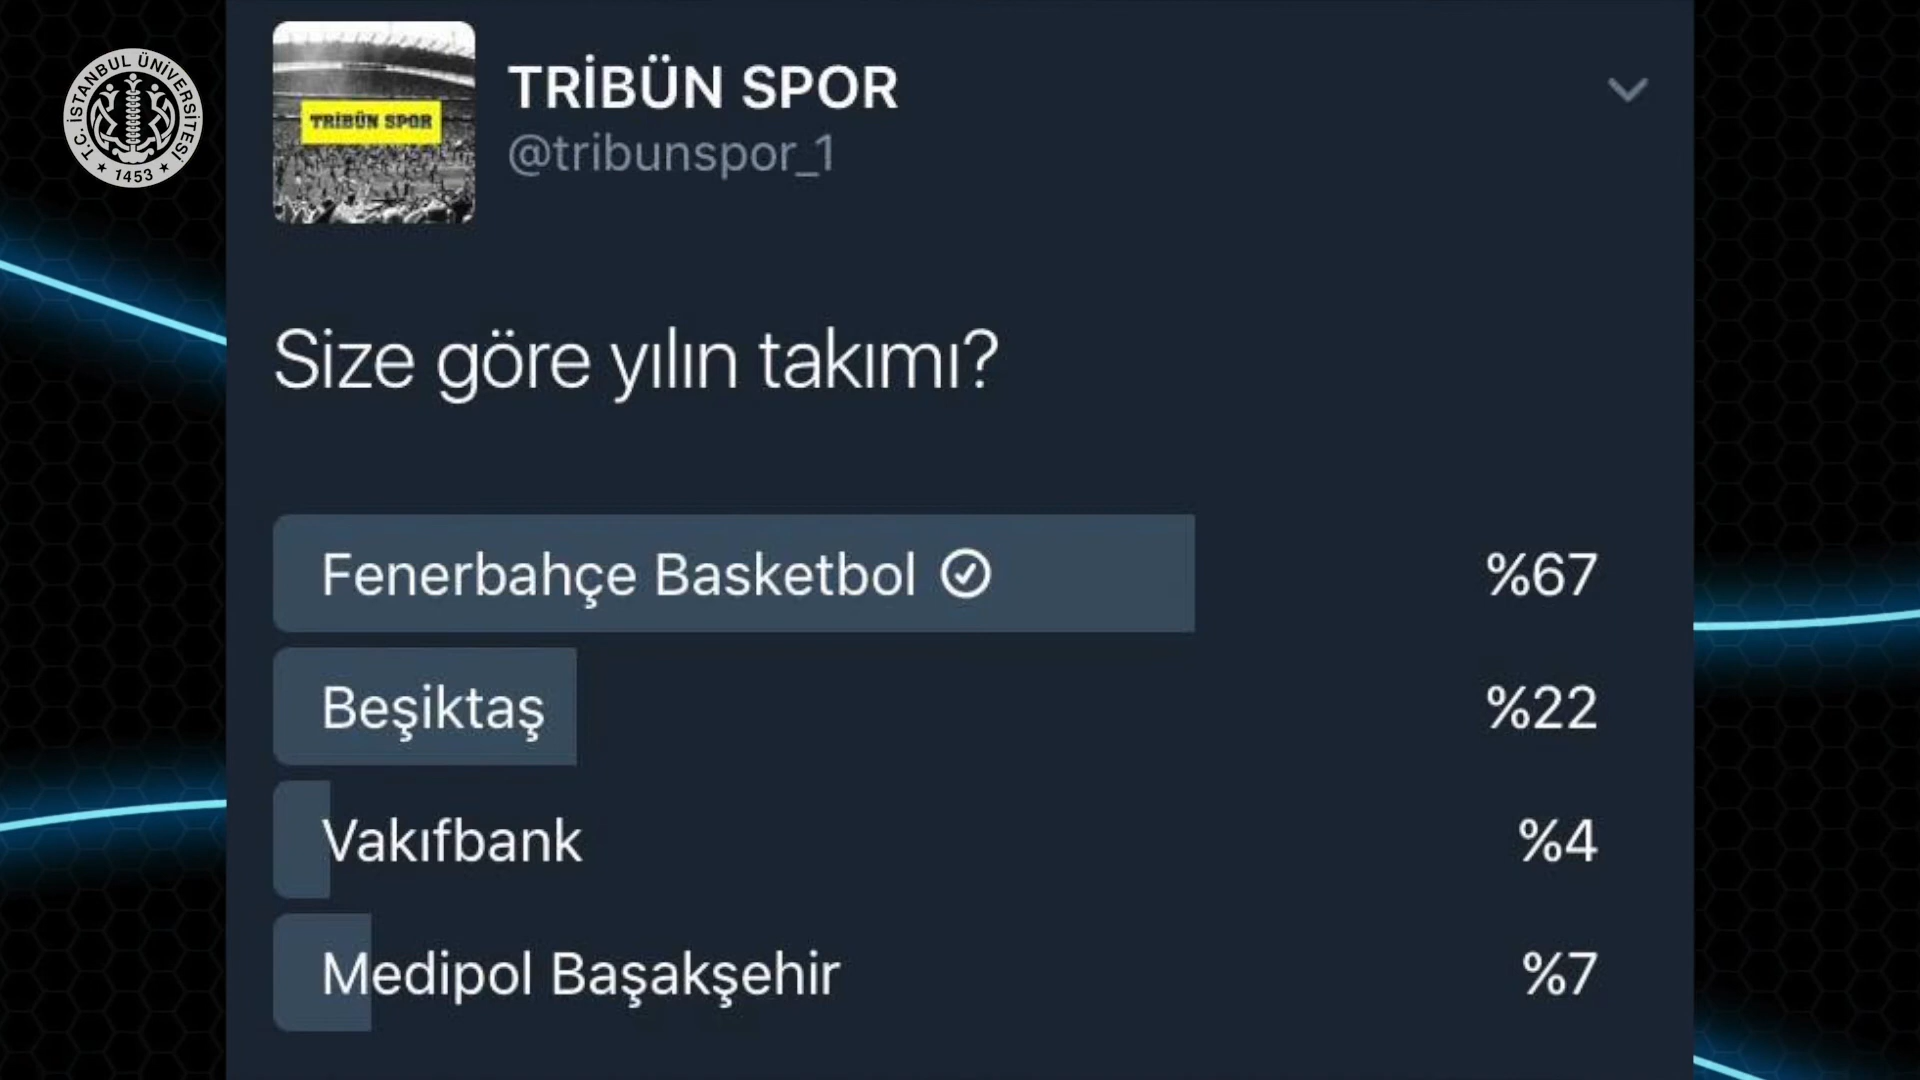 T.C. İSTANBUL ÜNİVERSİTESİ
1453
TRİBÜN SPOR
TRİBÜN SPOR
@tribunspor_1
Size göre yılın takımı?
Fenerbahçe Basketbol %67
Beşiktaş %22
Vakıfbank %4
Medipol Başakşehir %7